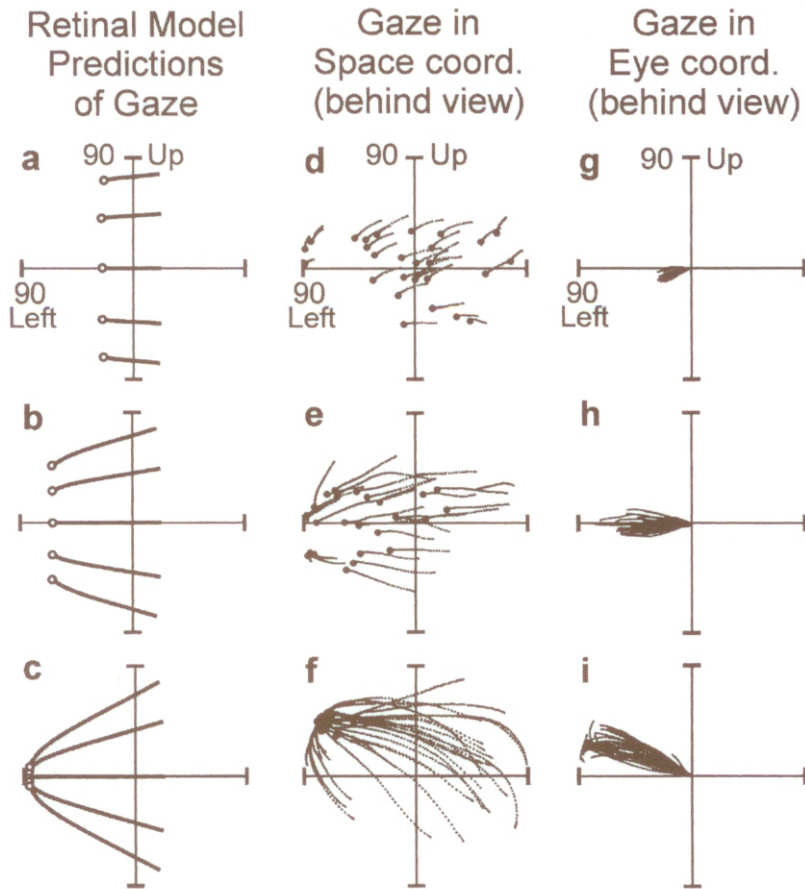 Retinal Model
Predictions
of Gaze
Gaze in
Space coord.
(behind view)
Gaze in
Eye coord.
(behind view)
a
90
Up
90
Left
d
90
Up
90
Left
g
90
Up
90
Left
b
e
h
c
f
i